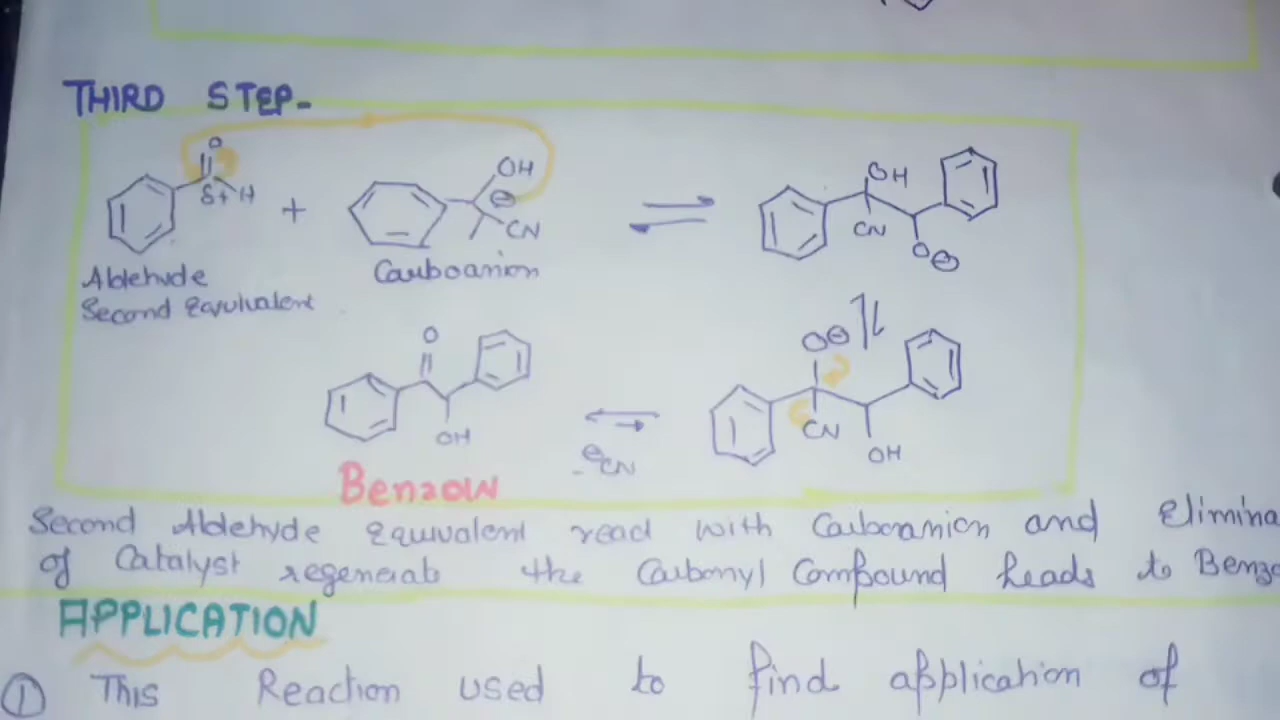 THIRD STEP-
O
δ+ H
+
OH
⊖
CN
OH
CN
O⊖
Aldehyde
Second Equivalent
Carboanion
O
OH
O⊖
CN
OH
-⊖CN
Benzoin
Second Aldehyde Equivalent read with Carboanion and Elimina
of Catalyst regenerate the Carbonyl Compound leads to Benzo
APPLICATION
① This Reaction used to find application of